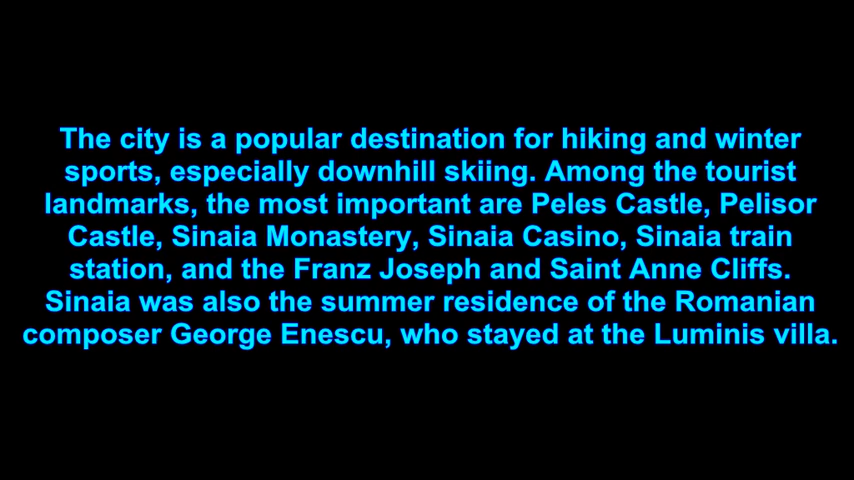 The city is a popular destination for hiking and winter
sports, especially downhill skiing. Among the tourist
landmarks, the most important are Peles Castle, Pelisor
Castle, Sinaia Monastery, Sinaia Casino, Sinaia train
station, and the Franz Joseph and Saint Anne Cliffs.
Sinaia was also the summer residence of the Romanian
composer George Enescu, who stayed at the Luminis villa.